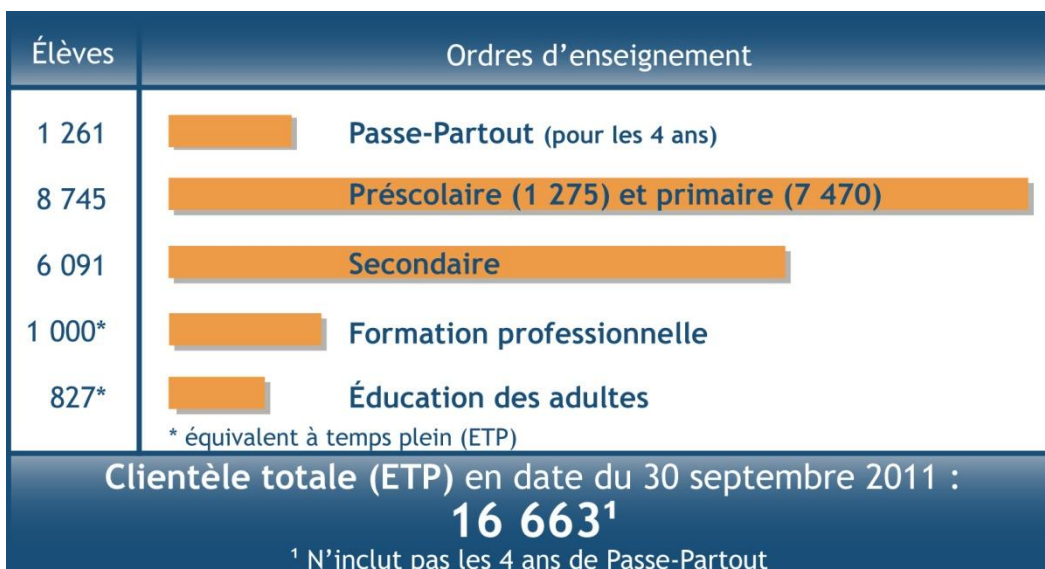 Élèves Ordres d’enseignement
1 261 Passe-Partout (pour les 4 ans)
8 745 Préscolaire (1 275) et primaire (7 470)
6 091 Secondaire
1 000* Formation professionnelle
827* Éducation des adultes
* équivalent à temps plein (ETP)
Clientèle totale (ETP) en date du 30 septembre 2011 :
16 663¹
¹ N’inclut pas les 4 ans de Passe-Partout